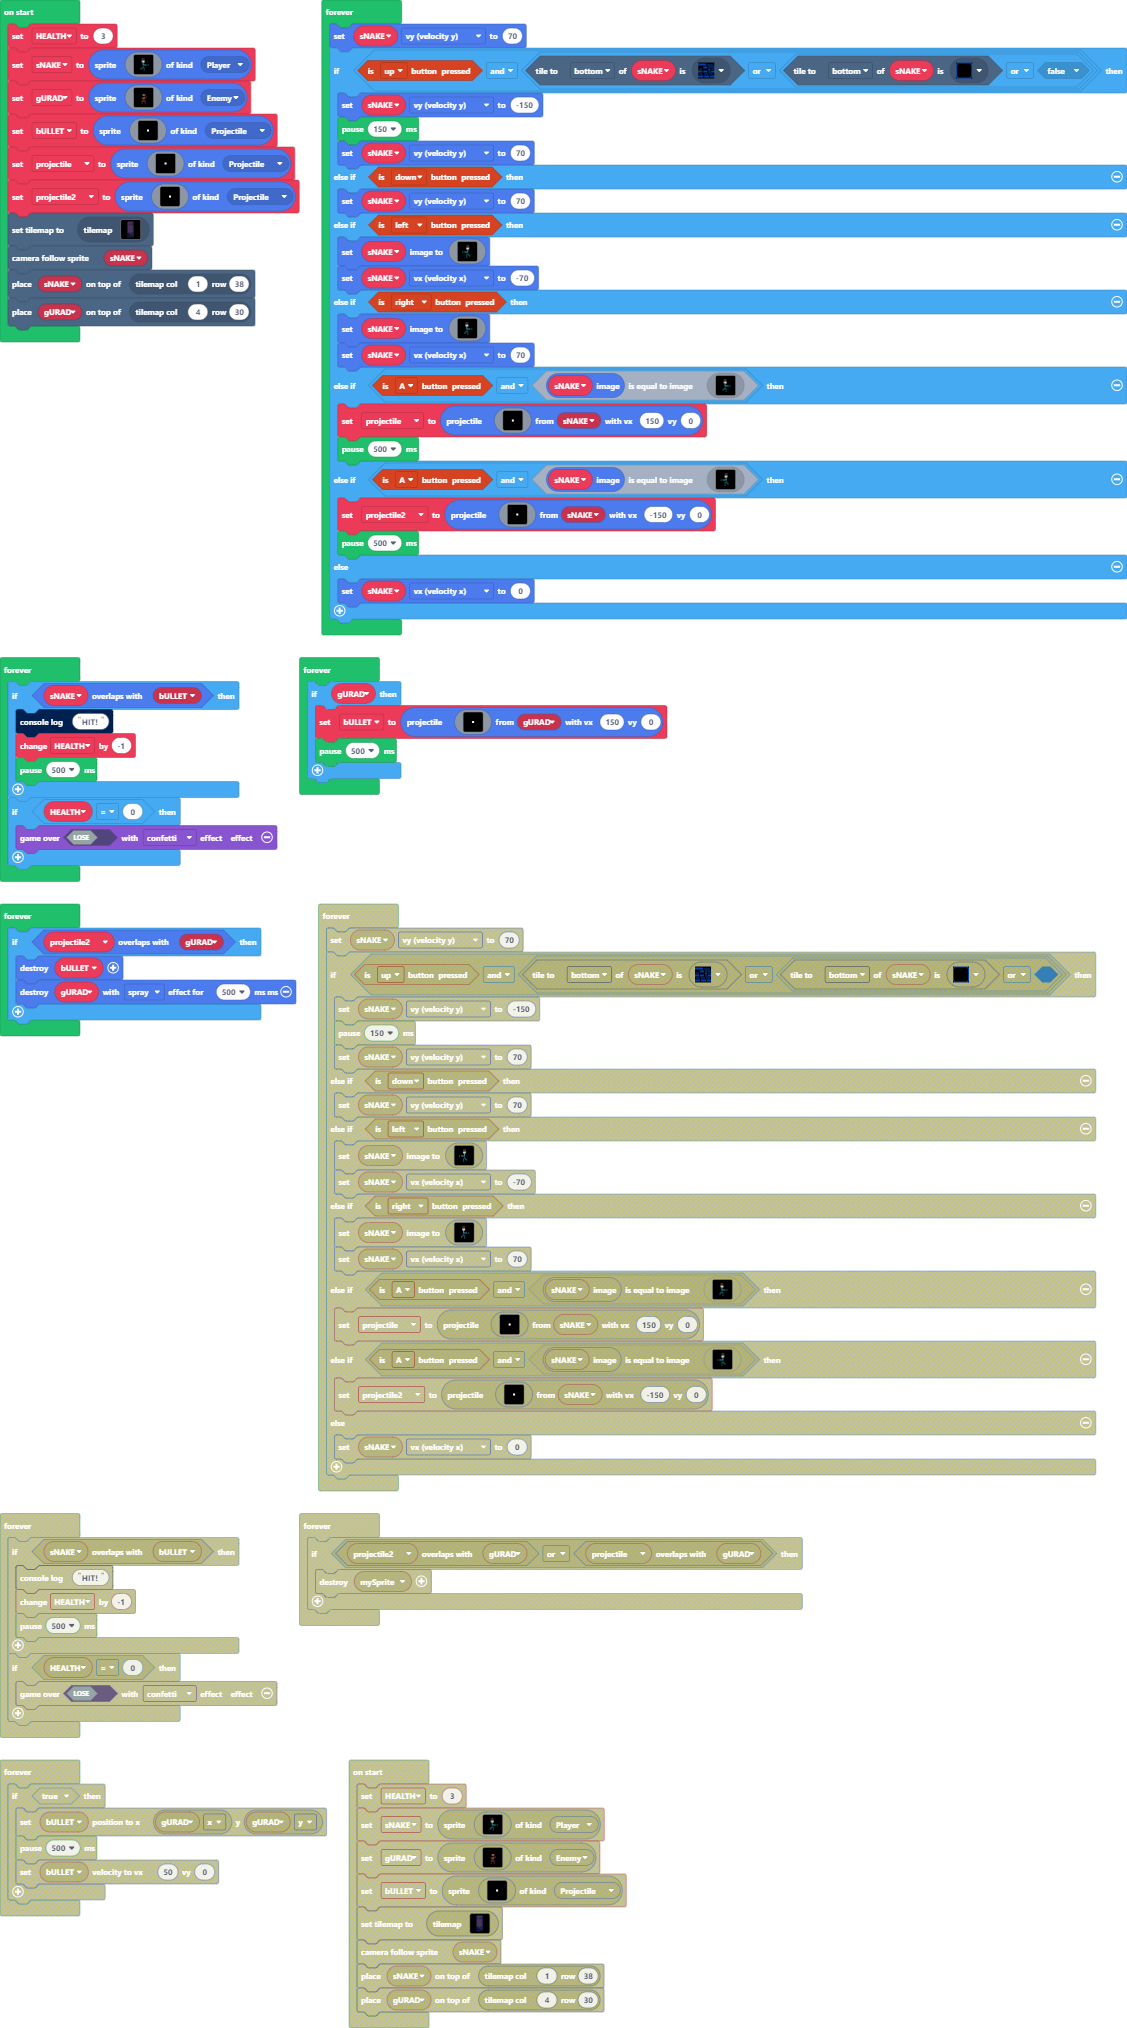 on start
set HEALTH to 3
set sNAKE to sprite of kind Player
set gURAD to sprite of kind Enemy
set bULLET to sprite of kind Projectile
set projectile to sprite of kind Projectile
set projectile2 to sprite of kind Projectile
set tilemap to tilemap
camera follow sprite sNAKE
place sNAKE on top of tilemap col 1 row 38
place gURAD on top of tilemap col 4 row 30
forever
set sNAKE vy (velocity y) to 70
if is up button pressed and tile to bottom of sNAKE is or tile to bottom of sNAKE is or false then
set sNAKE vy (velocity y) to -150
pause 150 ms
set sNAKE vy (velocity y) to 70
else if is down button pressed then
set sNAKE vy (velocity y) to 70
else if is left button pressed then
set sNAKE image to
set sNAKE vx (velocity x) to -70
else if is right button pressed then
set sNAKE image to
set sNAKE vx (velocity x) to 70
else if is A button pressed and sNAKE image is equal to image then
set projectile to projectile from sNAKE with vx 150 vy 0
pause 500 ms
else if is A button pressed and sNAKE image is equal to image then
set projectile2 to projectile from sNAKE with vx -150 vy 0
pause 500 ms
else
set sNAKE vx (velocity x) to 0
forever
if sNAKE overlaps with bULLET then
console log "HIT!"
change HEALTH by -1
pause 500 ms
if HEALTH = 0 then
game over LOSE with confetti effect effect
forever
if gURAD then
set bULLET to projectile from gURAD with vx 150 vy 0
pause 500 ms
forever
if projectile2 overlaps with gURAD then
destroy bULLET
destroy gURAD with spray effect for 500 ms ms
forever
set sNAKE vy (velocity y) to 70
if is up button pressed and tile to bottom of sNAKE is or tile to bottom of sNAKE is or then
set sNAKE vy (velocity y) to -150
pause 150 ms
set sNAKE vy (velocity y) to 70
else if is down button pressed then
set sNAKE vy (velocity y) to 70
else if is left button pressed then
set sNAKE image to
set sNAKE vx (velocity x) to -70
else if is right button pressed then
set sNAKE image to
set sNAKE vx (velocity x) to 70
else if is A button pressed and sNAKE image is equal to image then
set projectile to projectile from sNAKE with vx 150 vy 0
else if is A button pressed and sNAKE image is equal to image then
set projectile2 to projectile from sNAKE with vx -150 vy 0
else
set sNAKE vx (velocity x) to 0
forever
if sNAKE overlaps with bULLET then
console log "HIT!"
change HEALTH by -1
pause 500 ms
if HEALTH = 0 then
game over LOSE with confetti effect effect
forever
if projectile2 overlaps with gURAD or projectile overlaps with gURAD then
destroy mySprite
forever
if true then
set bULLET position to x gURAD x y gURAD y
pause 500 ms
set bULLET velocity to vx 50 vy 0
on start
set HEALTH to 3
set sNAKE to sprite of kind Player
set gURAD to sprite of kind Enemy
set bULLET to sprite of kind Projectile
set tilemap to tilemap
camera follow sprite sNAKE
place sNAKE on top of tilemap col 1 row 38
place gURAD on top of tilemap col 4 row 30